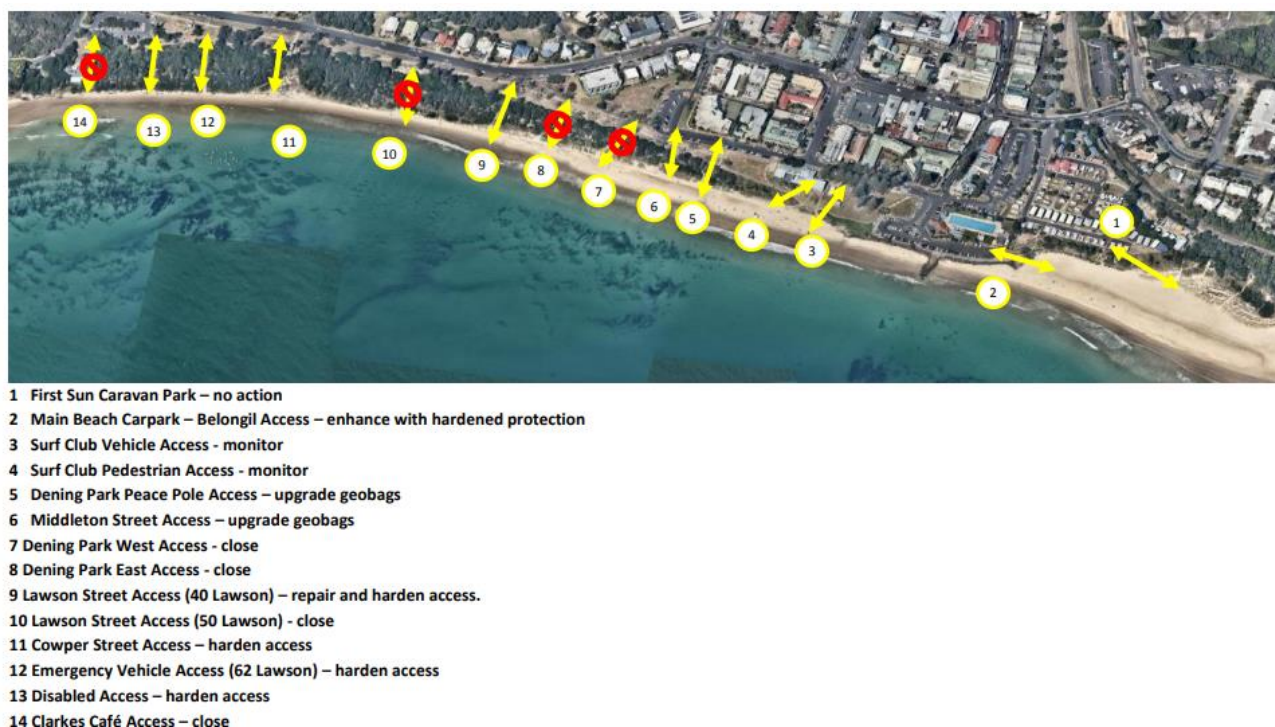 14
13
12
11
10
9
8
7
6
5
4
3
2
1
1 First Sun Caravan Park – no action
2 Main Beach Carpark – Belongil Access – enhance with hardened protection
3 Surf Club Vehicle Access - monitor
4 Surf Club Pedestrian Access - monitor
5 Dening Park Peace Pole Access – upgrade geobags
6 Middleton Street Access – upgrade geobags
7 Dening Park West Access - close
8 Dening Park East Access - close
9 Lawson Street Access (40 Lawson) – repair and harden access.
10 Lawson Street Access (50 Lawson) - close
11 Cowper Street Access – harden access
12 Emergency Vehicle Access (62 Lawson) – harden access
13 Disabled Access – harden access
14 Clarkes Café Access – close